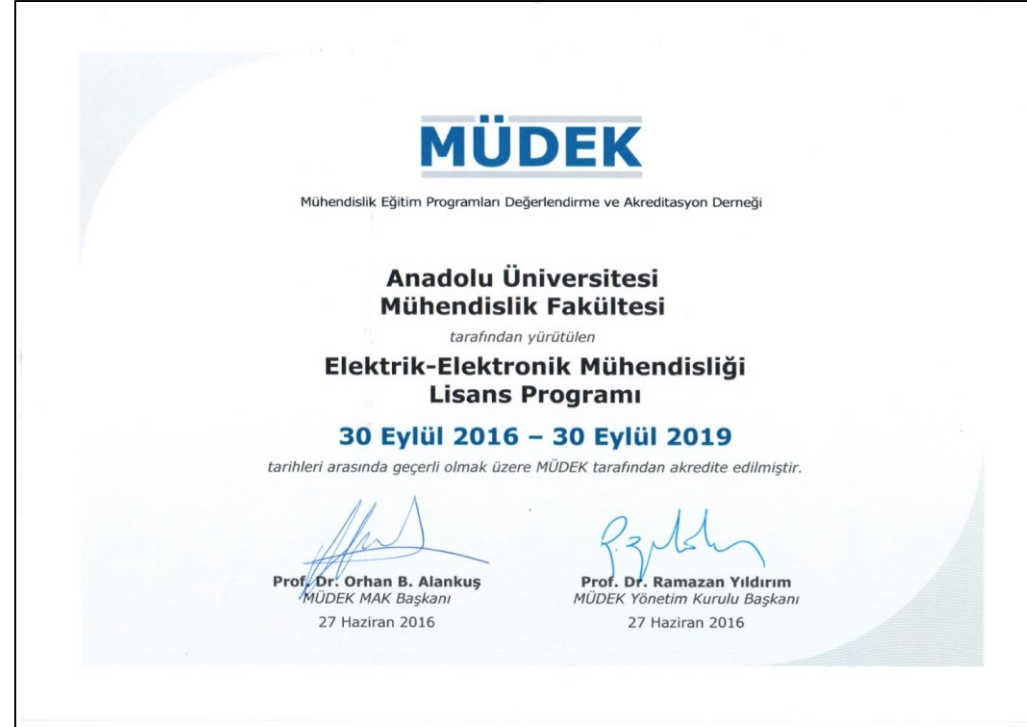 MÜDEK
Mühendislik Eğitim Programları Değerlendirme ve Akreditasyon Derneği
Anadolu Üniversitesi
Mühendislik Fakültesi
tarafından yürütülen
Elektrik-Elektronik Mühendisliği
Lisans Programı
30 Eylül 2016 – 30 Eylül 2019
tarihleri arasında geçerli olmak üzere MÜDEK tarafından akredite edilmiştir.
Prof. Dr. Orhan B. Alankuş
MÜDEK MAK Başkanı
27 Haziran 2016
Prof. Dr. Ramazan Yıldırım
MÜDEK Yönetim Kurulu Başkanı
27 Haziran 2016